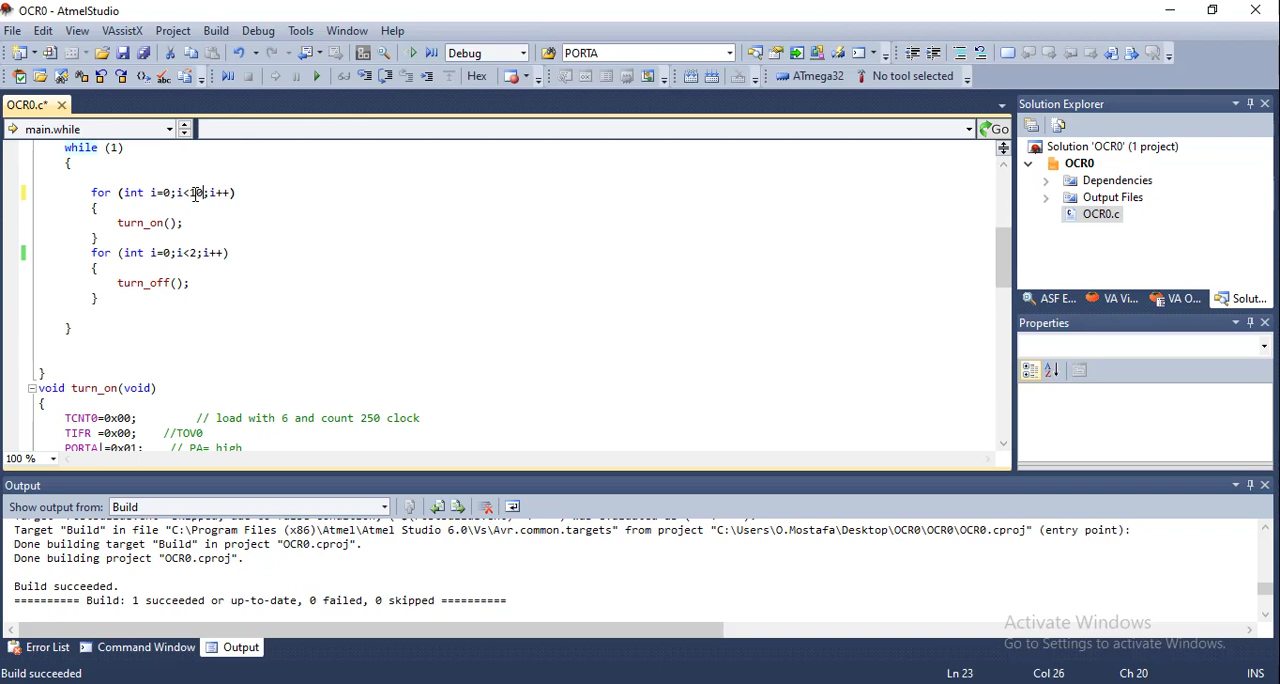 OCR0 - AtmelStudio
File Edit View VAssistX Project Build Debug Tools Window Help
Debug PORTA
Hex ATmega32 No tool selected
OCR0.c*
main.while Go
while (1)
{
for (int i=0;i<10;i++)
{
turn_on();
}
for (int i=0;i<2;i++)
{
turn_off();
}
}
}
void turn_on(void)
{
TCNT0=0x00; // load with 6 and count 250 clock
TIFR =0x00; //TOV0
PORTA|=0x01; // PA= high
100 %
Solution Explorer
Solution 'OCR0' (1 project)
OCR0
Dependencies
Output Files
OCR0.c
ASF E... VA Vi... VA O... Solut...
Properties
Output
Show output from: Build
Target "Build" in file "C:\Program Files (x86)\Atmel\Atmel Studio 6.0\Vs\Avr.common.targets" from project "C:\Users\O.Mostafa\Desktop\OCR0\OCR0\OCR0.cproj" (entry point):
Done building target "Build" in project "OCR0.cproj".
Done building project "OCR0.cproj".
Build succeeded.
========== Build: 1 succeeded or up-to-date, 0 failed, 0 skipped ==========
Activate Windows
Go to Settings to activate Windows.
Error List Command Window Output
Build succeeded Ln 23 Col 26 Ch 20 INS